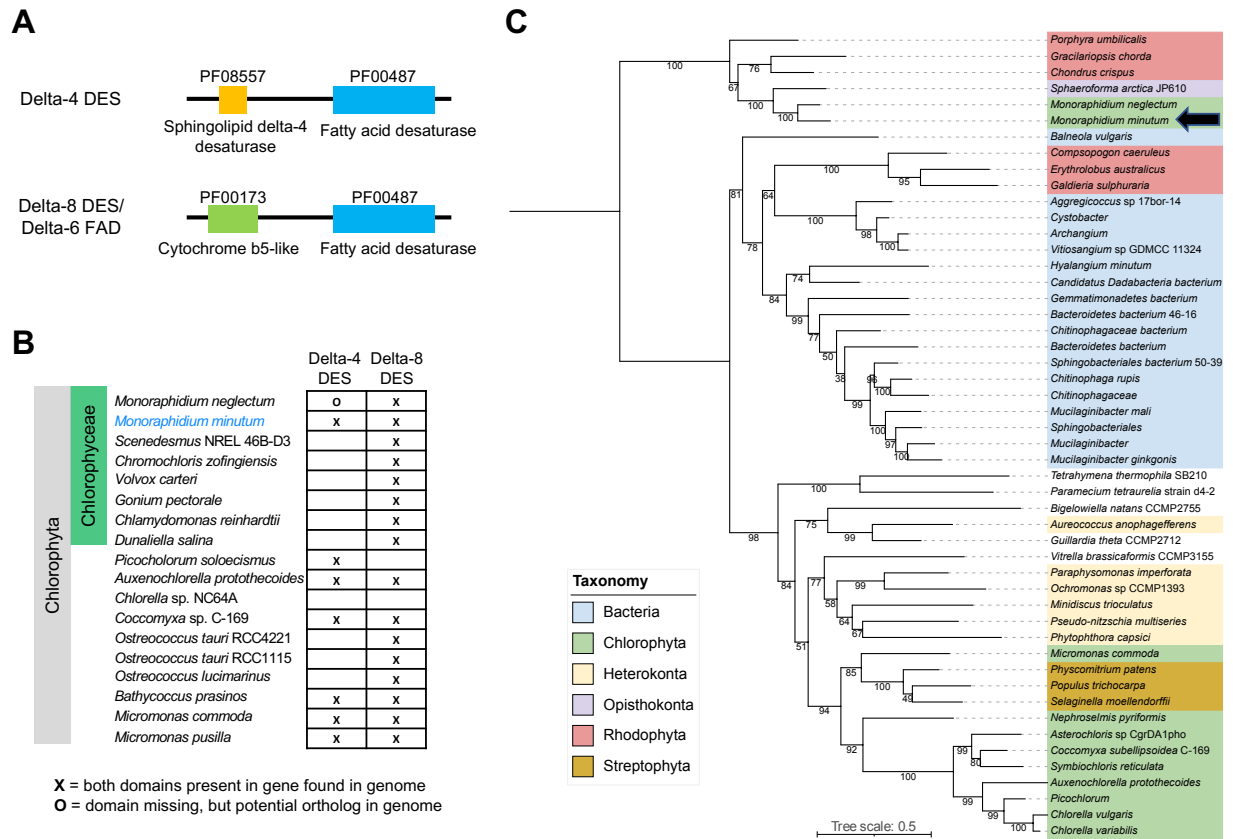 A
PF08557
PF00487
Delta-4 DES
Sphingolipid delta-4
desaturase
Fatty acid desaturase
PF00173
PF00487
Delta-8 DES/
Delta-6 FAD
Cytochrome b5-like
Fatty acid desaturase
B
Delta-4
DES
Delta-8
DES
Chlorophyta
Chlorophyceae
Monoraphidium neglectum O X
Monoraphidium minutum X X
Scenedesmus NREL 46B-D3 X
Chromochloris zofingiensis X
Volvox carteri X
Gonium pectorale X
Chlamydomonas reinhardtii X
Dunaliella salina X
Picocholorum soloecismus X
Auxenochlorella protothecoides X X
Chlorella sp. NC64A
Coccomyxa sp. C-169 X X
Ostreococcus tauri RCC4221 X
Ostreococcus tauri RCC1115 X
Ostreococcus lucimarinus X
Bathycoccus prasinos X X
Micromonas commoda X X
Micromonas pusilla X X
X = both domains present in gene found in genome
O = domain missing, but potential ortholog in genome
C
Porphyra umbilicalis
Gracilariopsis chorda
Chondrus crispus
Sphaeroforma arctica JP610
Monoraphidium neglectum
Monoraphidium minutum
Balneola vulgaris
Compsopogon caeruleus
Erythrolobus australicus
Galdieria sulphuraria
Aggregicoccus sp 17bor-14
Cystobacter
Archangium
Vitiosangium sp GDMCC 11324
Hyalangium minutum
Candidatus Dadabacteria bacterium
Gemmatimonadetes bacterium
Bacteroidetes bacterium 46-16
Chitinophagaceae bacterium
Bacteroidetes bacterium
Sphingobacteriales bacterium 50-39
Chitinophaga rupis
Chitinophagaceae
Mucilaginibacter mali
Sphingobacteriales
Mucilaginibacter
Mucilaginibacter ginkgonis
Tetrahymena thermophila SB210
Paramecium tetraurelia strain d4-2
Bigelowiella natans CCMP2755
Aureococcus anophagefferens
Guillardia theta CCMP2712
Vitrella brassicaformis CCMP3155
Paraphysomonas imperforata
Ochromonas sp CCMP1393
Minidiscus trioculatus
Pseudo-nitzschia multiseries
Phytophthora capsici
Micromonas commoda
Physcomitrium patens
Populus trichocarpa
Selaginella moellendorffii
Nephroselmis pyriformis
Asterochloris sp CgrDA1pho
Coccomyxa subellipsoidea C-169
Symbiochloris reticulata
Auxenochlorella protothecoides
Picochlorum
Chlorella vulgaris
Chlorella variabilis
100
76
67
100
100
81
64
100
95
100
98
100
78
74
84
99
77
50
38
96
100
99
100
97
100
100
98
75
99
84
77
99
58
64
67
51
85
100
49
94
92
99
80
100
99
99
100
Taxonomy
Bacteria
Chlorophyta
Heterokonta
Opisthokonta
Rhodophyta
Streptophyta
Tree scale: 0.5